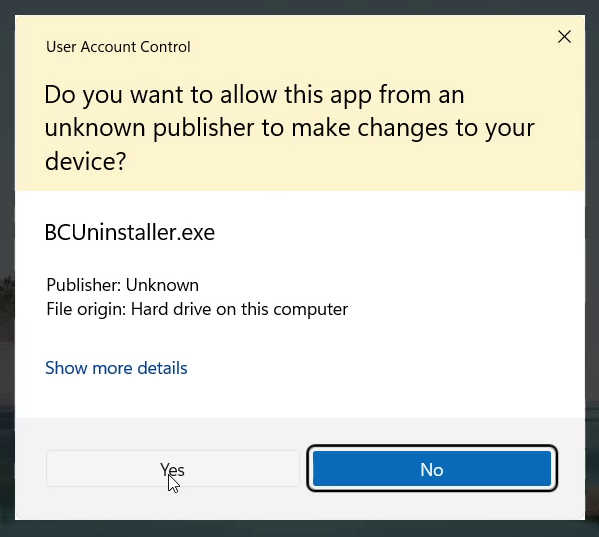 User Account Control
Do you want to allow this app from an
unknown publisher to make changes to your
device?
BCUninstaller.exe
Publisher: Unknown
File origin: Hard drive on this computer
Show more details
Yes
No